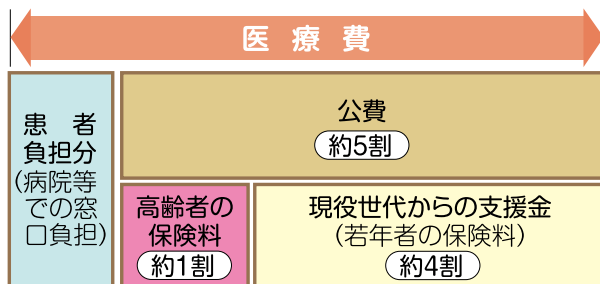 医療費
患者
負担分
(病院等
での窓
口負担)
公費
約5割
高齢者の
保険料
約1割
現役世代からの支援金
(若年者の保険料)
約4割